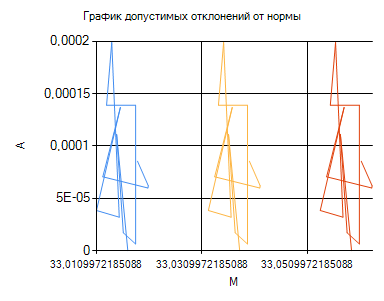 График допустимых отклонений от нормы
0,0002
0,00015
0,0001
5E-05
0
A
33,0109972185088 33,0309972185088 33,0509972185088
M